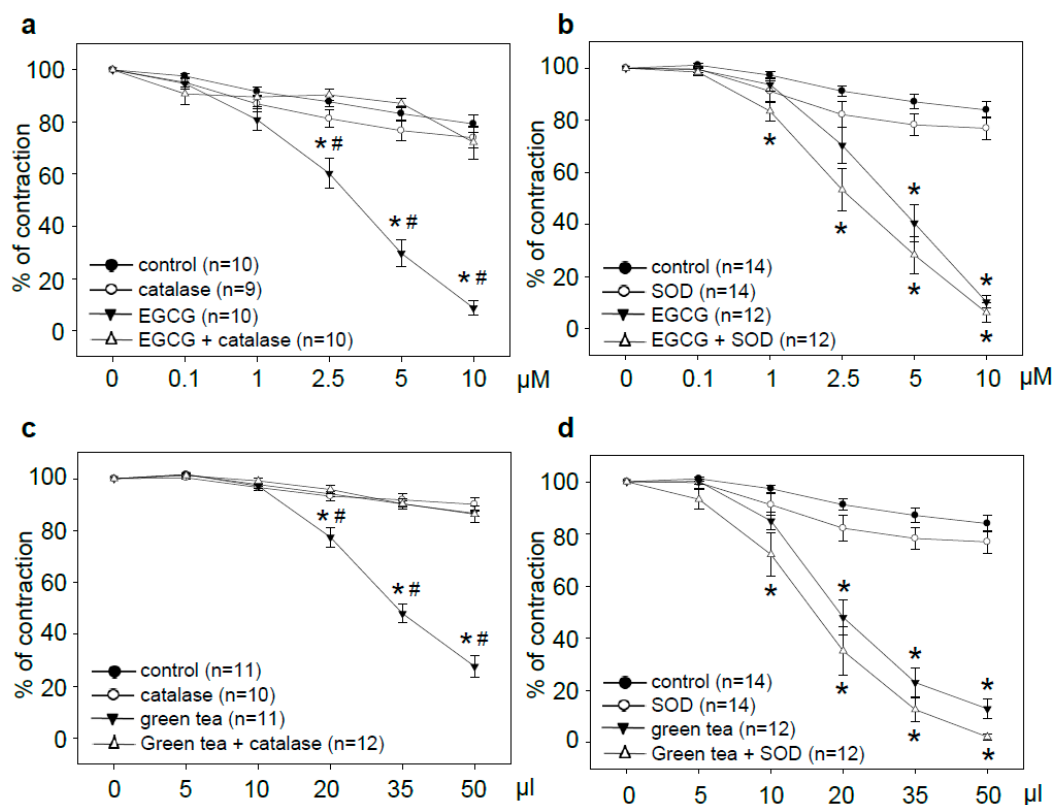 a
% of contraction
100
80
60
40
20
0
*#
*#
*#
control (n=10)
catalase (n=9)
EGCG (n=10)
EGCG + catalase (n=10)
0 0.1 1 2.5 5 10 µM
b
% of contraction
100
80
60
40
20
0
*
*
*
*
*
*
control (n=14)
SOD (n=14)
EGCG (n=12)
EGCG + SOD (n=12)
0 0.1 1 2.5 5 10 µM
c
% of contraction
100
80
60
40
20
0
*#
*#
*#
control (n=11)
catalase (n=10)
green tea (n=11)
Green tea + catalase (n=12)
0 5 10 20 35 50 µl
d
% of contraction
100
80
60
40
20
0
*
*
*
*
*
*
*
control (n=14)
SOD (n=14)
green tea (n=12)
Green tea + SOD (n=12)
0 5 10 20 35 50 µl